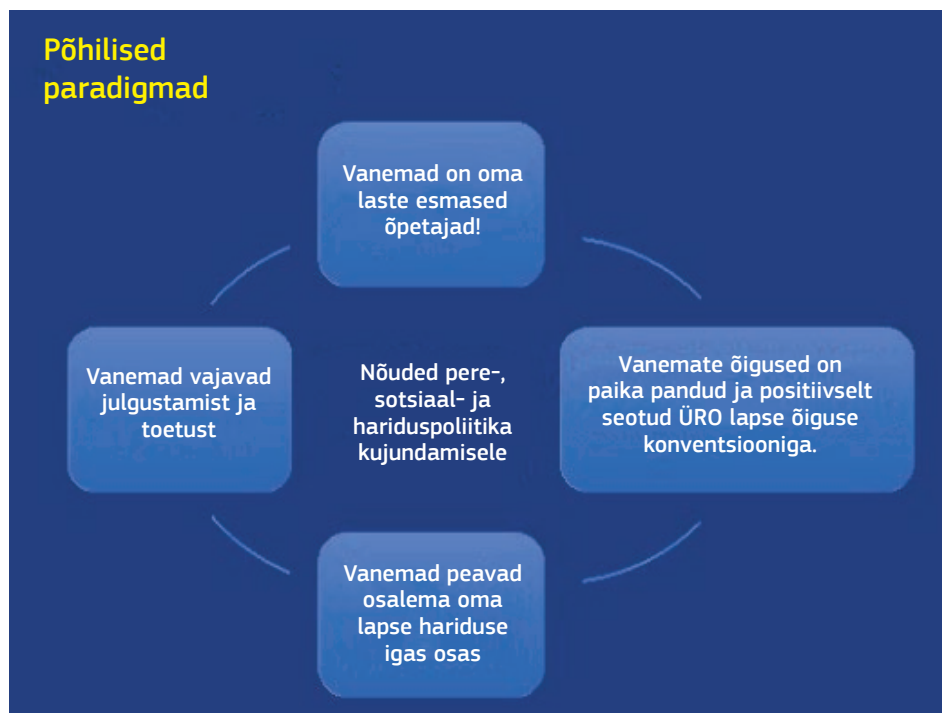 Põhilised
paradigmad
Vanemad on oma
laste esmased
õpetajad!
Vanemad vajavad
julgustamist ja
toetust
Nõuded pere-,
sotsiaal- ja
hariduspoliitika
kujundamisele
Vanemate õigused on
paika pandud ja positiivselt
seotud ÜRO lapse õiguse
konventsiooniga.
Vanemad peavad
osalema oma
lapse hariduse
igas osas